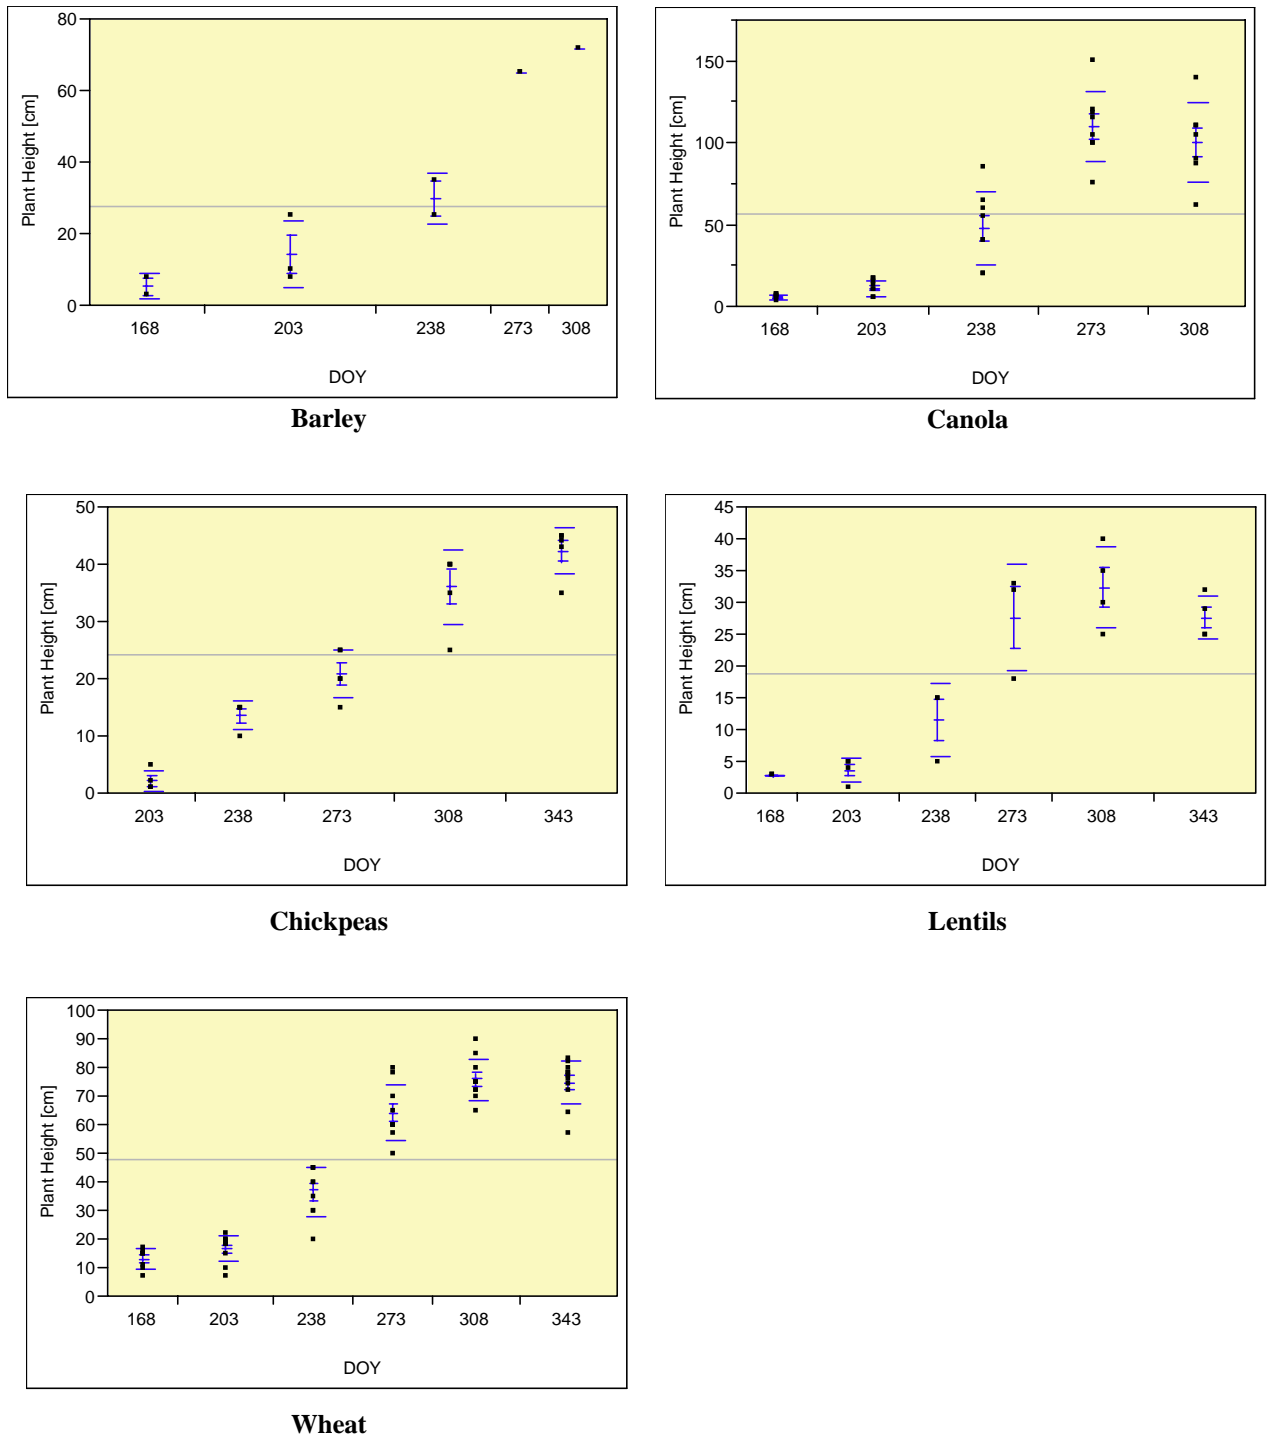 80
60
40
20
0
Plant Height [cm]
168 203 238 273 308
DOY
Barley
150
100
50
0
Plant Height [cm]
168 203 238 273 308
DOY
Canola
50
40
30
20
10
0
Plant Height [cm]
203 238 273 308 343
DOY
Chickpeas
45
40
35
30
25
20
15
10
5
0
Plant Height [cm]
168 203 238 273 308 343
DOY
Lentils
100
90
80
70
60
50
40
30
20
10
0
Plant Height [cm]
168 203 238 273 308 343
DOY
Wheat